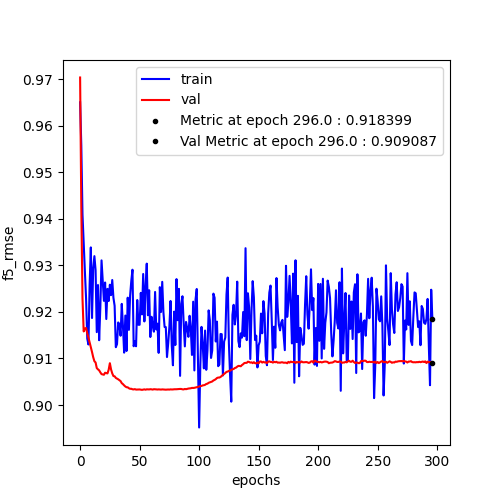 train
val
Metric at epoch 296.0 : 0.918399
Val Metric at epoch 296.0 : 0.909087
0.97
0.96
0.95
0.94
0.93
0.92
0.91
0.90
f5_rmse
0 50 100 150 200 250 300
epochs